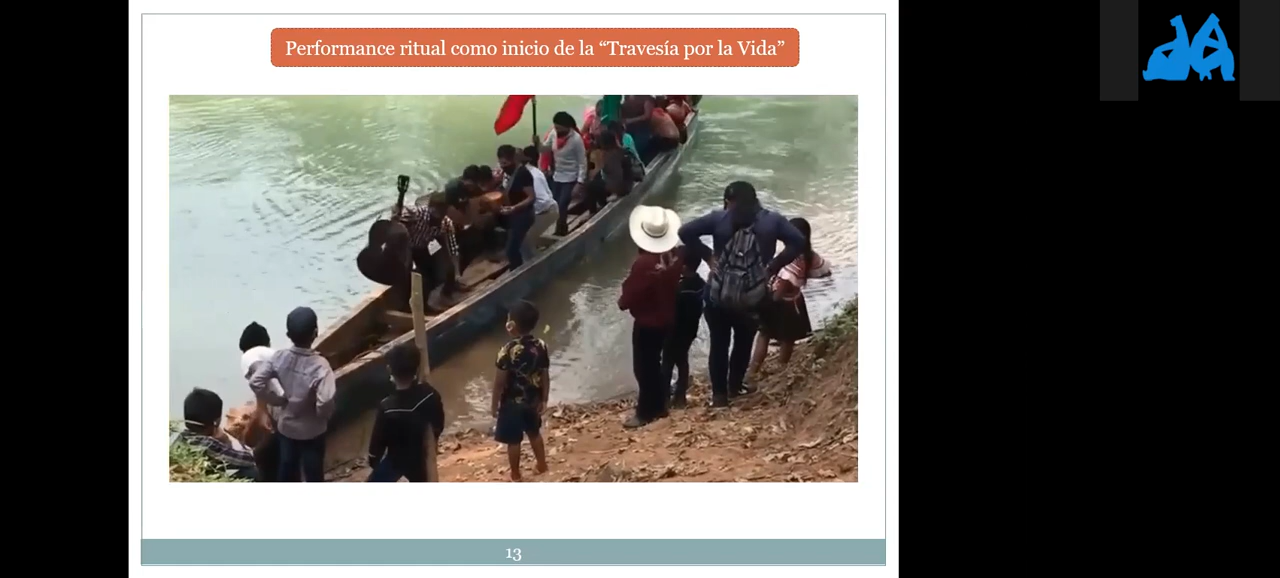 Performance ritual como inicio de la “Travesía por la Vida”
13